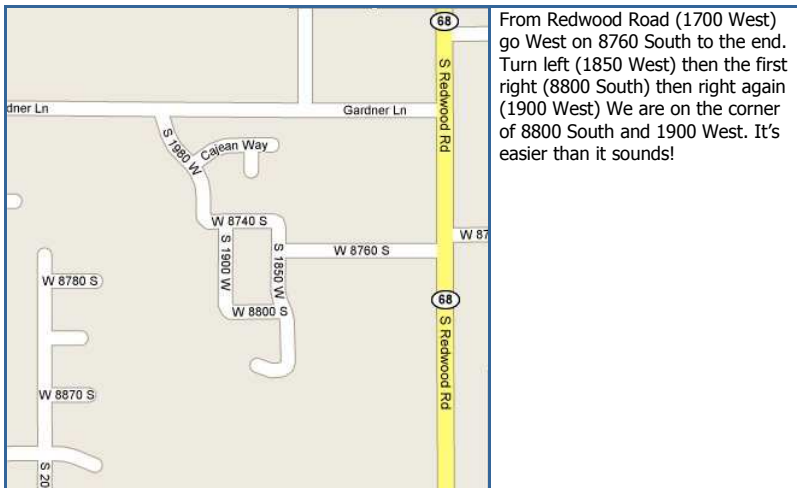 68
S Redwood Rd
dner Ln
Gardner Ln
S 1980 W
Cajean Way
W 8740 S
W 87
S 1900 W
S 1850 W
W 8760 S
W 8780 S
68
W 8800 S
S Redwood Rd
W 8870 S
S 20
From Redwood Road (1700 West)
go West on 8760 South to the end.
Turn left (1850 West) then the first
right (8800 South) then right again
(1900 West) We are on the corner
of 8800 South and 1900 West. It’s
easier than it sounds!